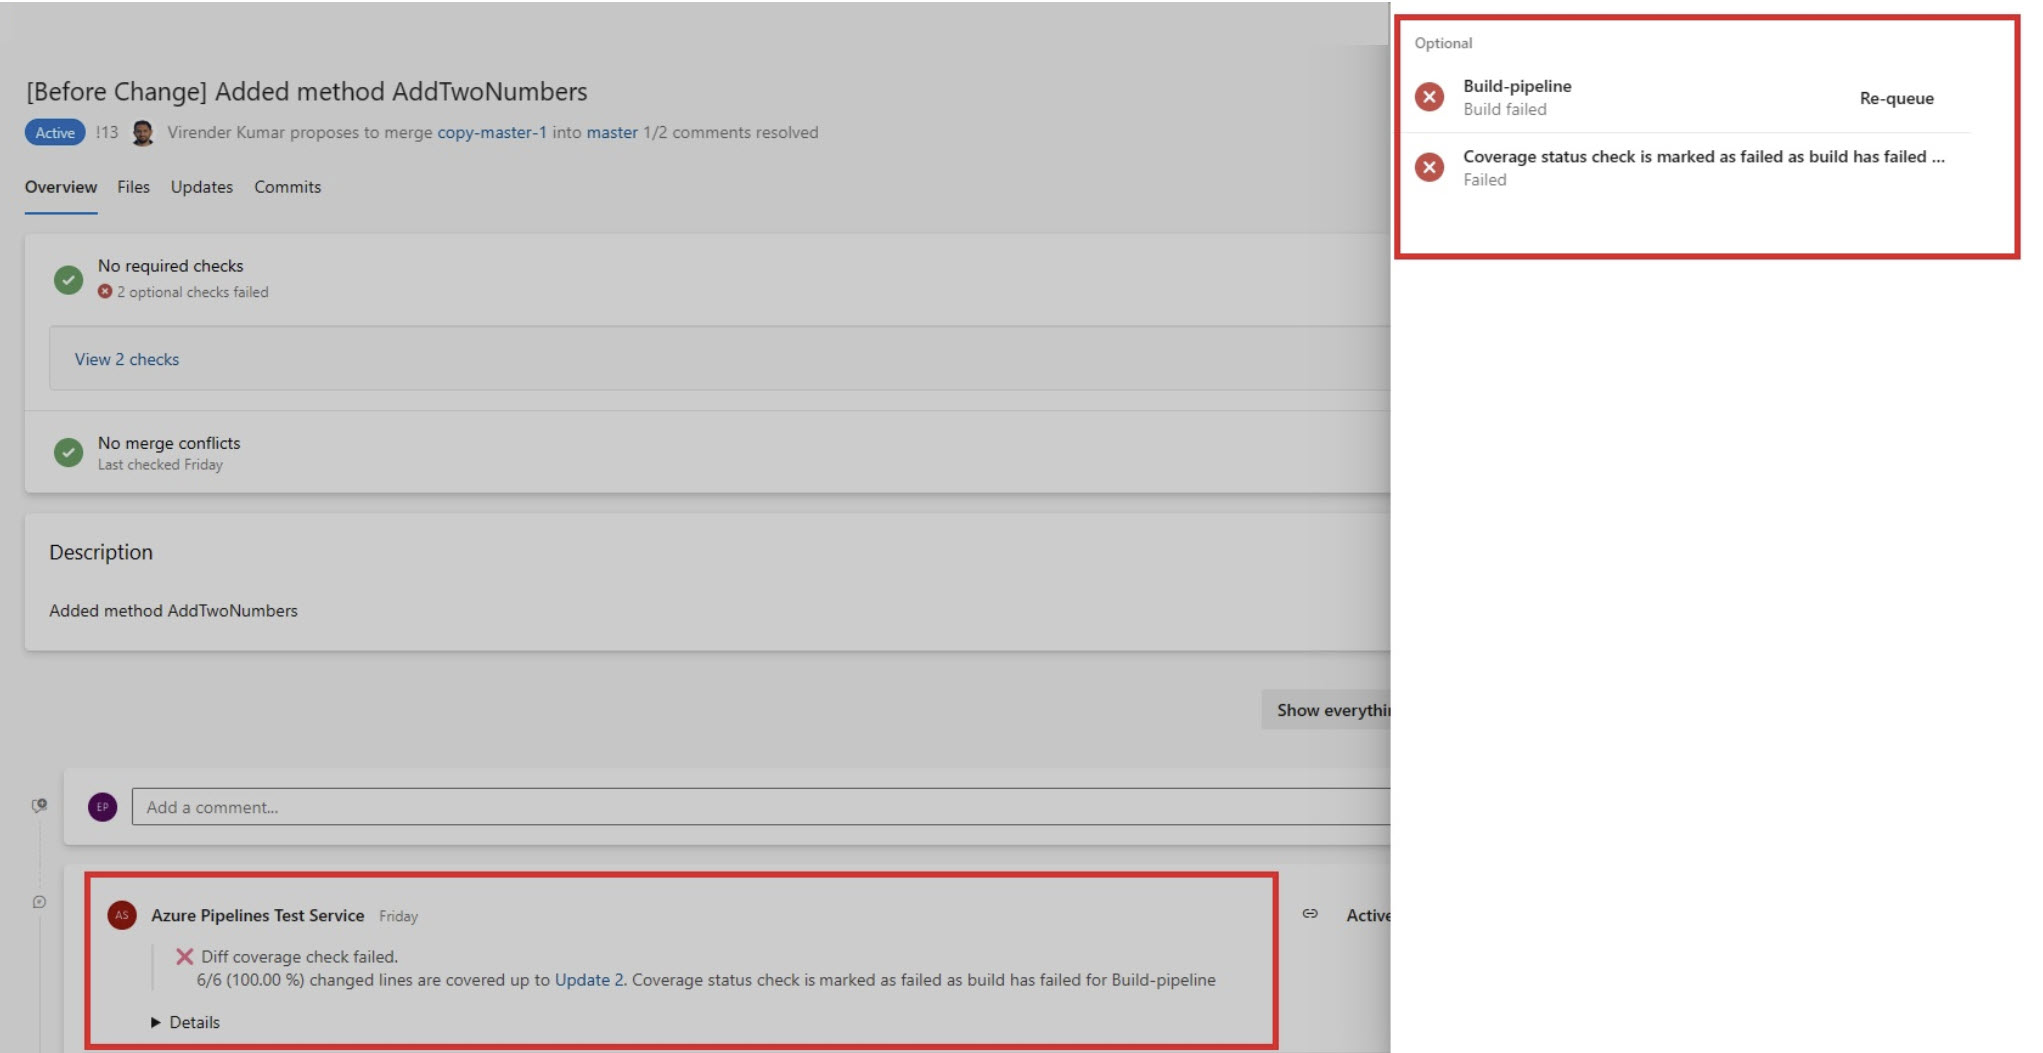 [Before Change] Added method AddTwoNumbers
Active !13 Virender Kumar proposes to merge copy-master-1 into master 1/2 comments resolved
Overview Files Updates Commits
No required checks
2 optional checks failed
View 2 checks
No merge conflicts
Last checked Friday
Description
Added method AddTwoNumbers
Show everythin
EP Add a comment...
AS Azure Pipelines Test Service Friday
Active
Diff coverage check failed.
6/6 (100.00 %) changed lines are covered up to Update 2. Coverage status check is marked as failed as build has failed for Build-pipeline
Details
Optional
Build-pipeline
Build failed
Re-queue
Coverage status check is marked as failed as build has failed ...
Failed